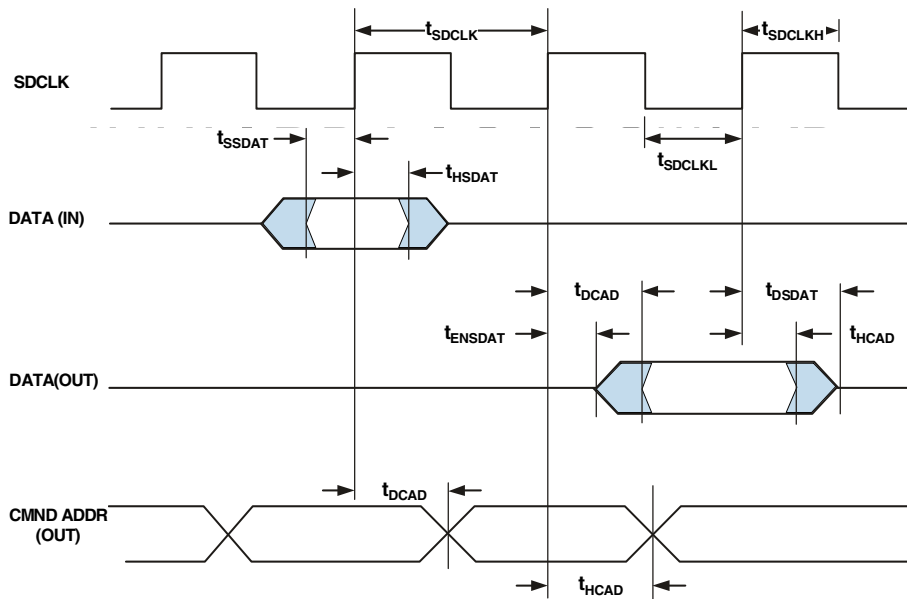 tSDCLK
tSDCLKH
SDCLK
tSSDAT
tSDCLKL
tHSDAT
DATA (IN)
tDCAD
tDSDAT
tENSDAT
tHCAD
DATA(OUT)
tDCAD
CMND ADDR
(OUT)
tHCAD